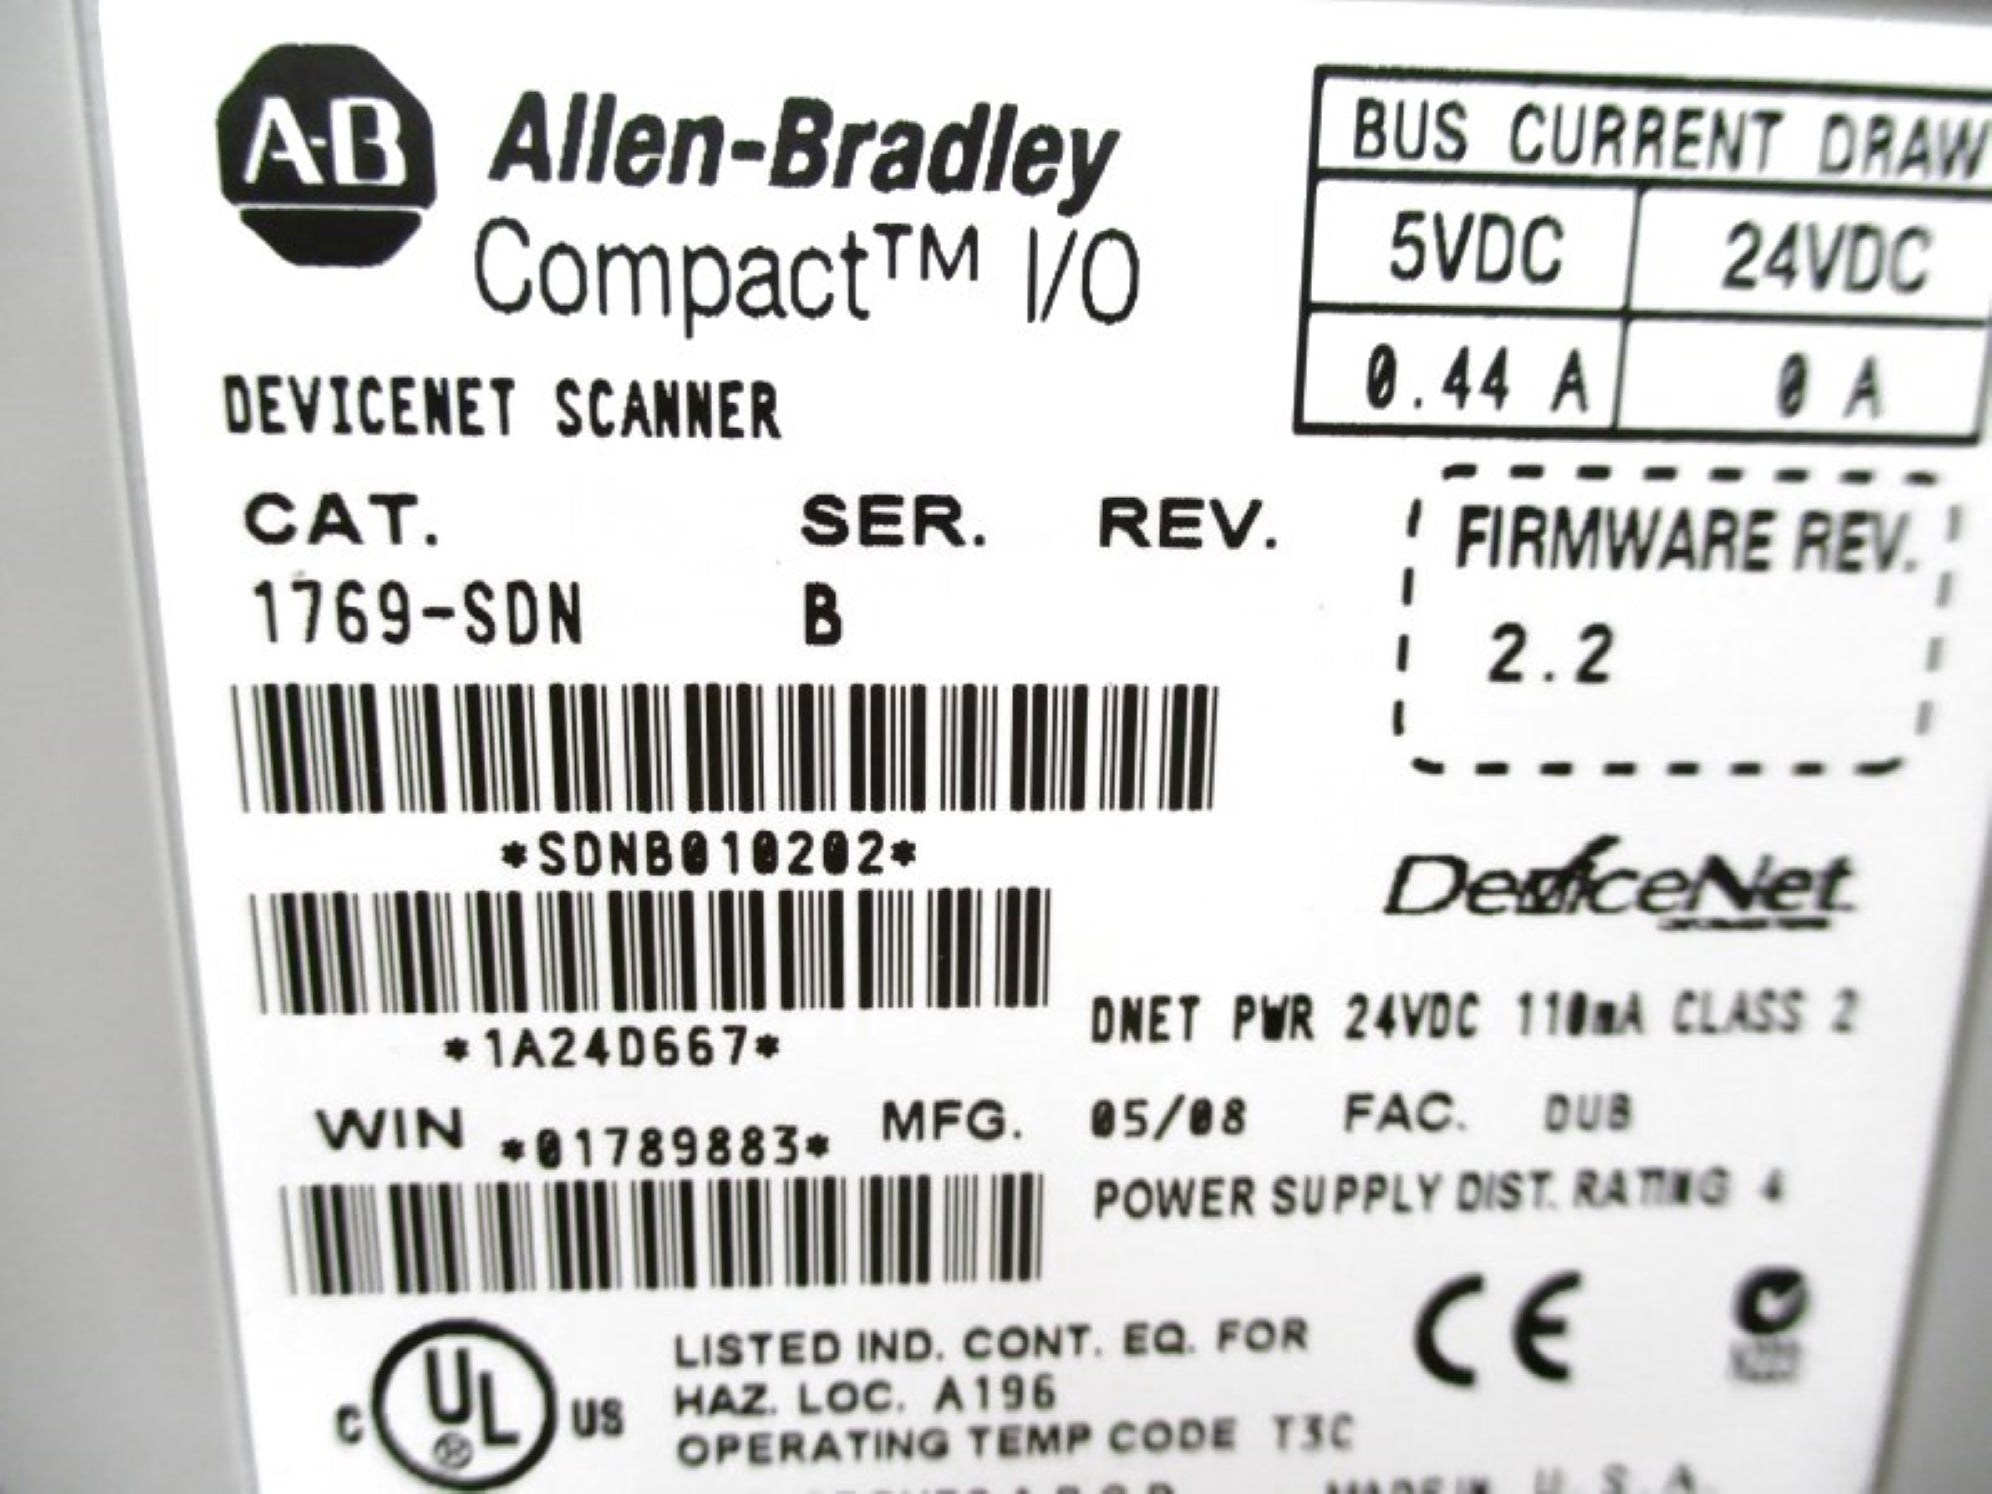 A-B Allen-Bradley
Compact™ I/O
BUS CURRENT DRAW
5VDC 24VDC
0.44 A 0 A
DEVICENET SCANNER
CAT. SER. REV.
1769-SDN B
FIRMWARE REV.
2.2
*SDNB010202*
DeviceNet
*1A24D667*
DNET PWR 24VDC 110mA CLASS 2
WIN *01789883* MFG. 05/08 FAC. DUB
POWER SUPPLY DIST. RATING 4
CE
C UL US
®
LISTED IND. CONT. EQ. FOR
HAZ. LOC. A196
OPERATING TEMP CODE T3C
MADE IN U.S.A.